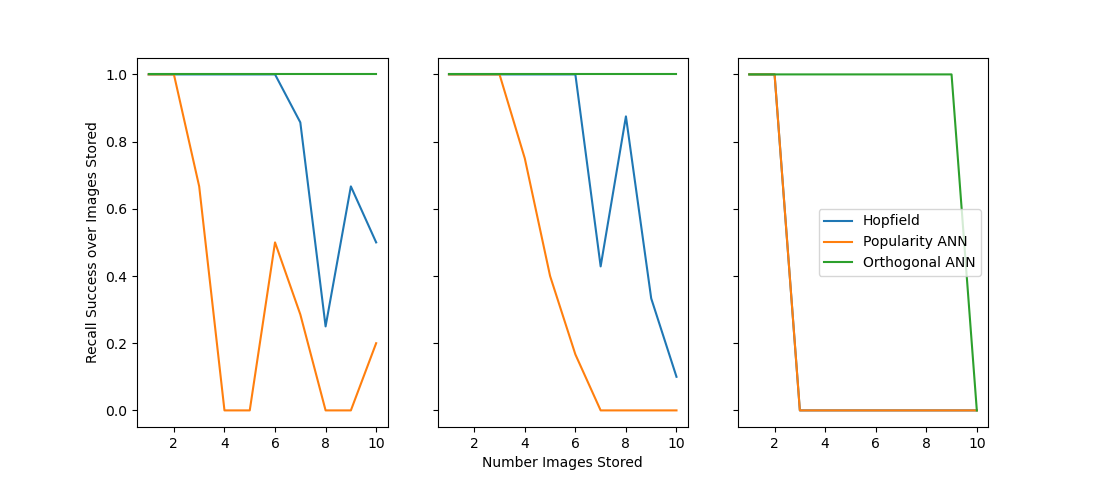 Recall Success over Images Stored
1.0
0.8
0.6
0.4
0.2
0.0
2 4 6 8 10
2 4 6 8 10
2 4 6 8 10
Number Images Stored
Hopfield
Popularity ANN
Orthogonal ANN